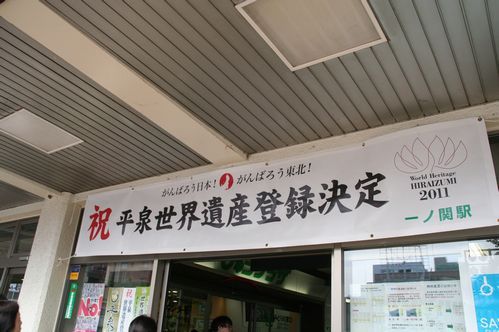 がんばろう日本! がんばろう東北!
祝 平泉世界遺産登録決定
World Heritage
HIRAIZUMI
2011
一ノ関駅
No!